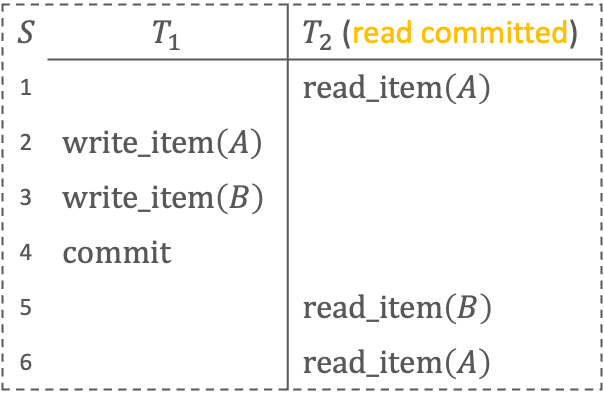 S T₁ T₂ (read committed)
1 read_item(A)
2 write_item(A)
3 write_item(B)
4 commit
5 read_item(B)
6 read_item(A)